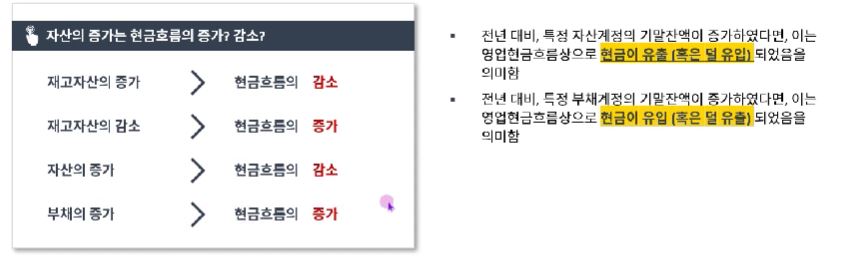 자산의 증가는 현금흐름의 증가? 감소?
재고자산의 증가 현금흐름의 감소
재고자산의 감소 현금흐름의 증가
자산의 증가 현금흐름의 감소
부채의 증가 현금흐름의 증가
▪ 전년 대비, 특정 자산계정의 기말잔액이 증가하였다면, 이는
영업현금흐름상으로 현금이 유출 (혹은 덜 유입) 되었음을
의미함
▪ 전년 대비, 특정 부채계정의 기말잔액이 증가하였다면, 이는
영업현금흐름상으로 현금이 유입 (혹은 덜 유출) 되었음을
의미함